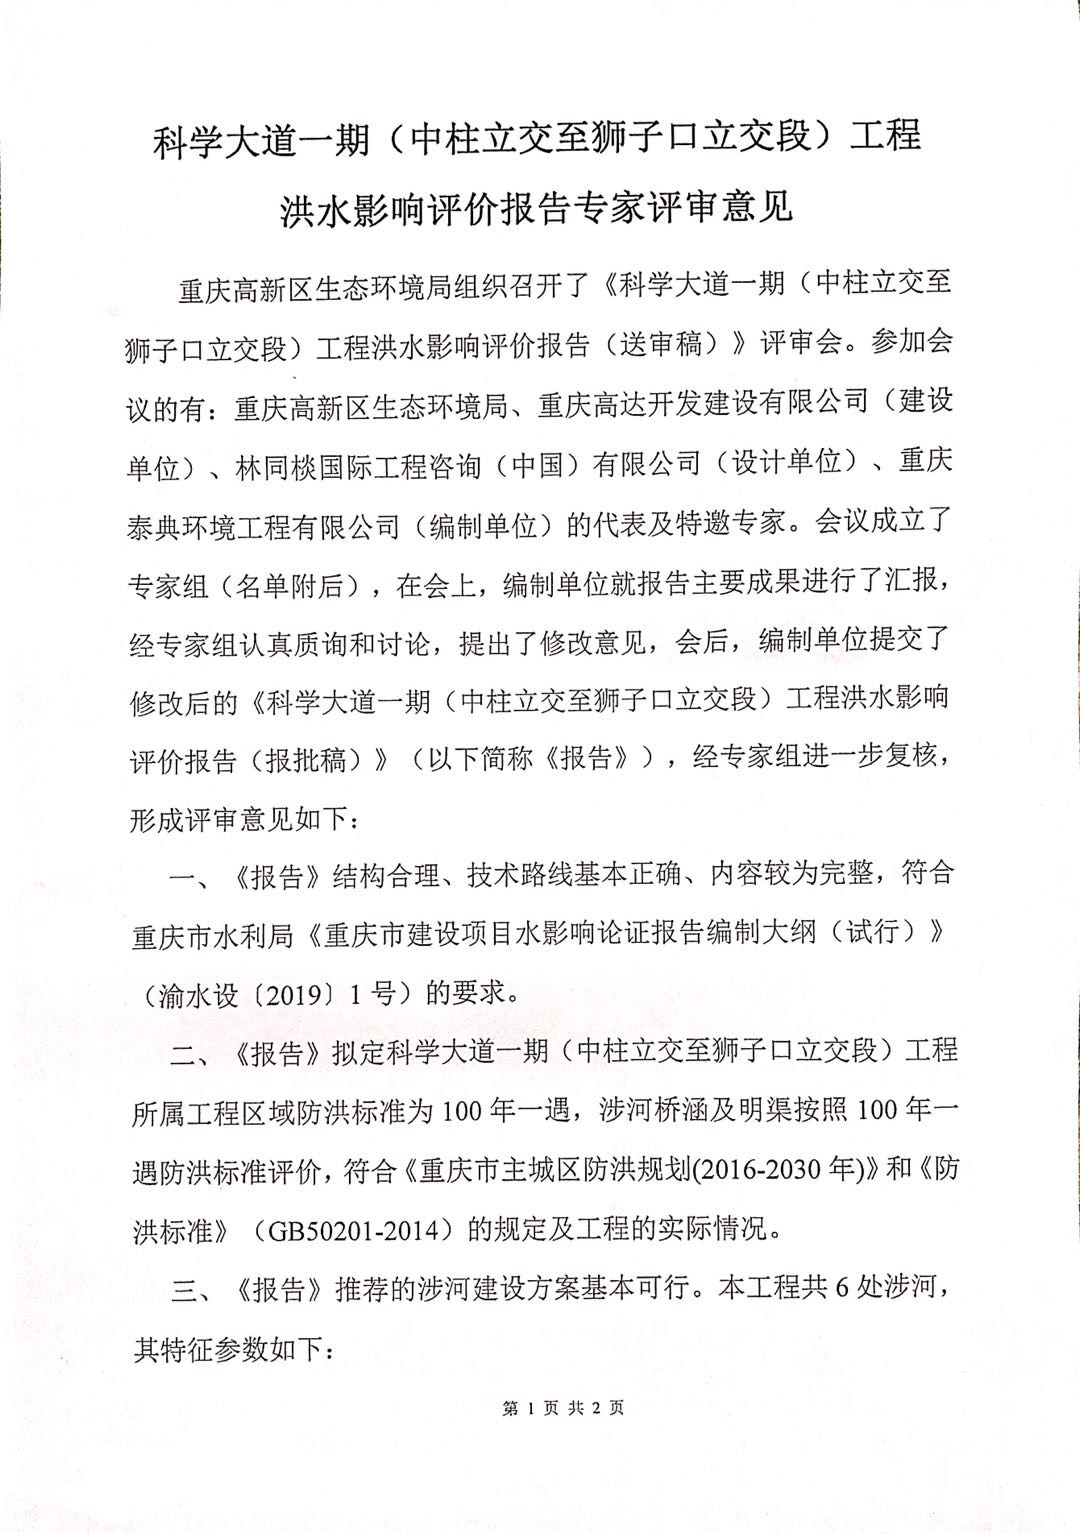 科学大道一期（中柱立交至狮子口立交段）工程
洪水影响评价报告专家评审意见
重庆高新区生态环境局组织召开了《科学大道一期（中柱立交至
狮子口立交段）工程洪水影响评价报告（送审稿）》评审会。参加会
议的有：重庆高新区生态环境局、重庆高达开发建设有限公司（建设
单位）、林同棪国际工程咨询（中国）有限公司（设计单位）、重庆
泰典环境工程有限公司（编制单位）的代表及特邀专家。会议成立了
专家组（名单附后），在会上，编制单位就报告主要成果进行了汇报，
经专家组认真质询和讨论，提出了修改意见，会后，编制单位提交了
修改后的《科学大道一期（中柱立交至狮子口立交段）工程洪水影响
评价报告（报批稿）》（以下简称《报告》），经专家组进一步复核，
形成评审意见如下：
一、《报告》结构合理、技术路线基本正确、内容较为完整，符合
重庆市水利局《重庆市建设项目水影响论证报告编制大纲（试行）》
（渝水设〔2019〕1 号）的要求。
二、《报告》拟定科学大道一期（中柱立交至狮子口立交段）工程
所属工程区域防洪标准为 100 年一遇，涉河桥涵及明渠按照 100 年一
遇防洪标准评价，符合《重庆市主城区防洪规划(2016-2030 年)》和《防
洪标准》（GB50201-2014）的规定及工程的实际情况。
三、《报告》推荐的涉河建设方案基本可行。本工程共 6 处涉河，
其特征参数如下：
第 1 页 共 2 页